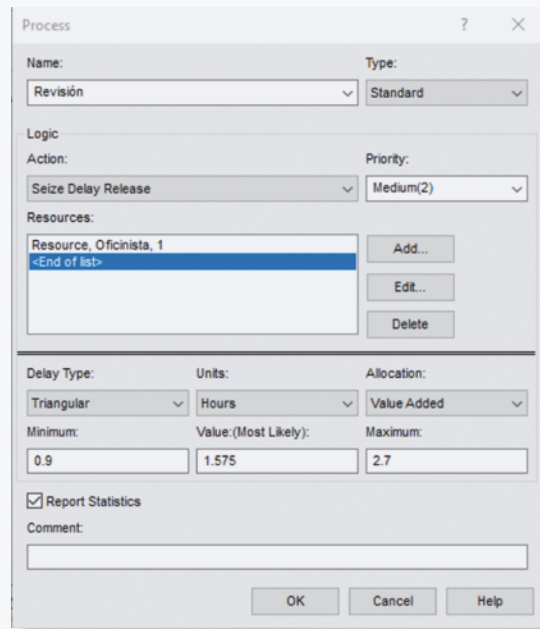 Process ?
Name: Type:
Revisión Standard
Logic
Action: Priority:
Seize Delay Release Medium(2)
Resources:
Resource, Oficinista, 1
<End of list>
Add...
Edit...
Delete
Delay Type: Units: Allocation:
Triangular Hours Value Added
Minimum: Value:(Most Likely): Maximum:
0.9 1.575 2.7
Report Statistics
Comment:
OK Cancel Help